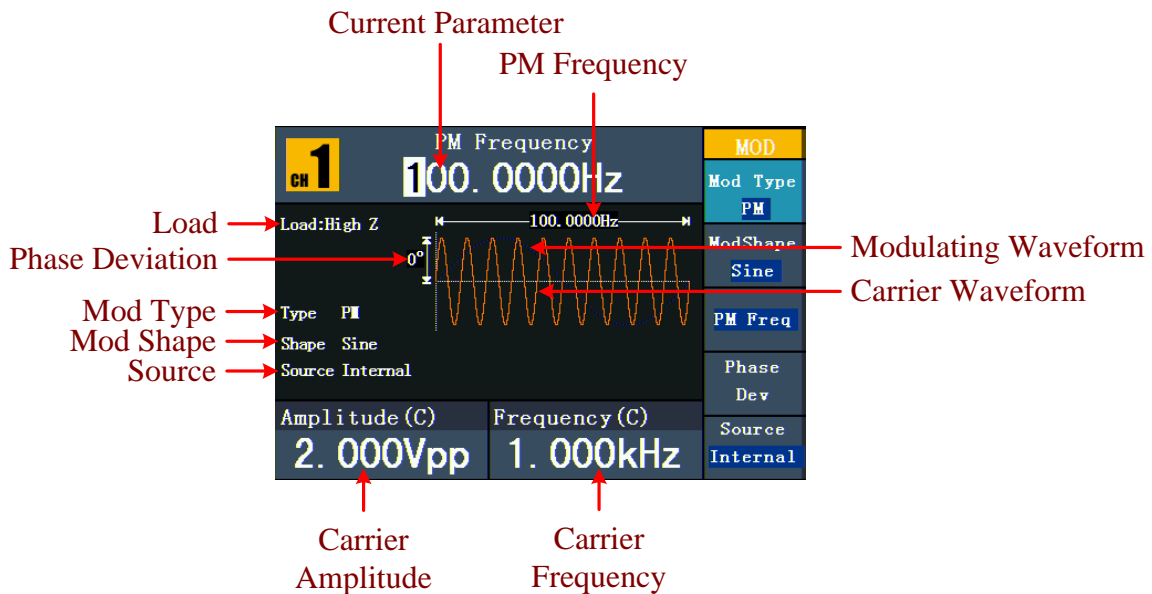 Current Parameter
PM Frequency
CH 1
PM Frequency
100.0000Hz
MOD
Mod Type
PM
ModShape
Sine
PM Freq
Phase
Dev
Source
Internal
Load
Load:High Z
100.0000Hz
Phase Deviation
0°
Modulating Waveform
Carrier Waveform
Mod Type
Type PM
Mod Shape
Shape Sine
Source
Source Internal
Amplitude(C)
2.000Vpp
Frequency(C)
1.000kHz
Carrier
Amplitude
Carrier
Frequency